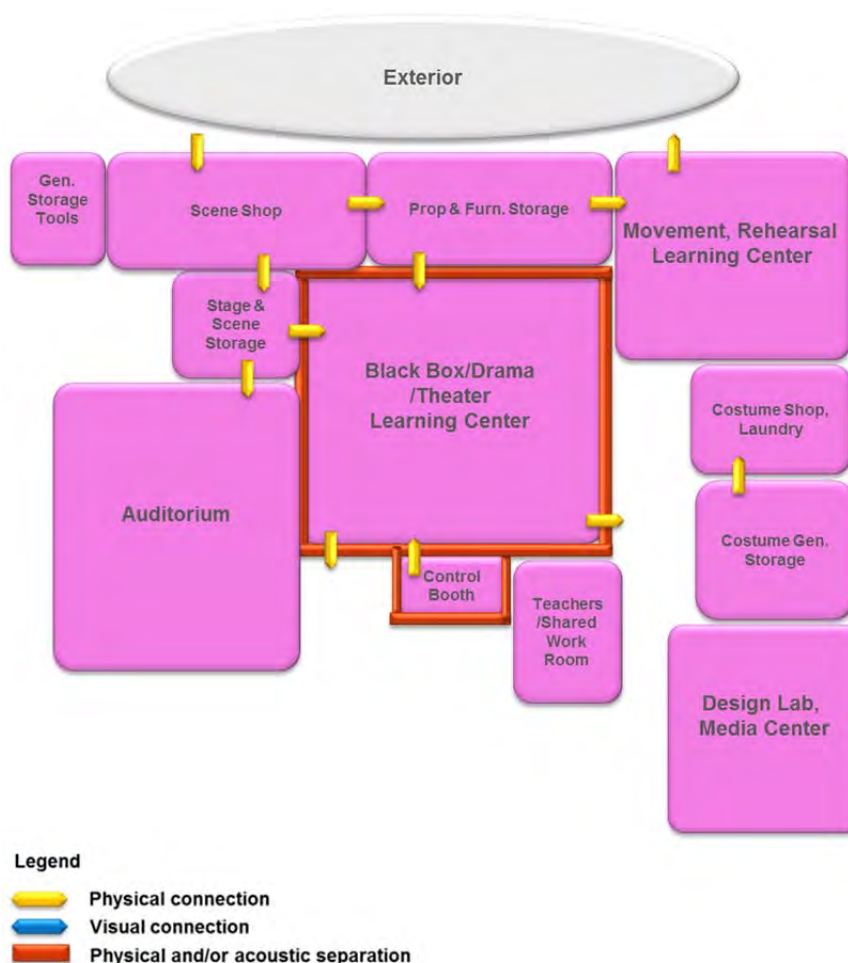 Exterior
Gen.
Storage
Tools
Scene Shop
Prop & Furn. Storage
Movement, Rehearsal
Learning Center
Stage &
Scene
Storage
Black Box/Drama
/Theater
Learning Center
Costume Shop,
Laundry
Auditorium
Costume Gen.
Storage
Control
Booth
Teachers
/Shared
Work
Room
Design Lab,
Media Center
Legend
Physical connection
Visual connection
Physical and/or acoustic separation